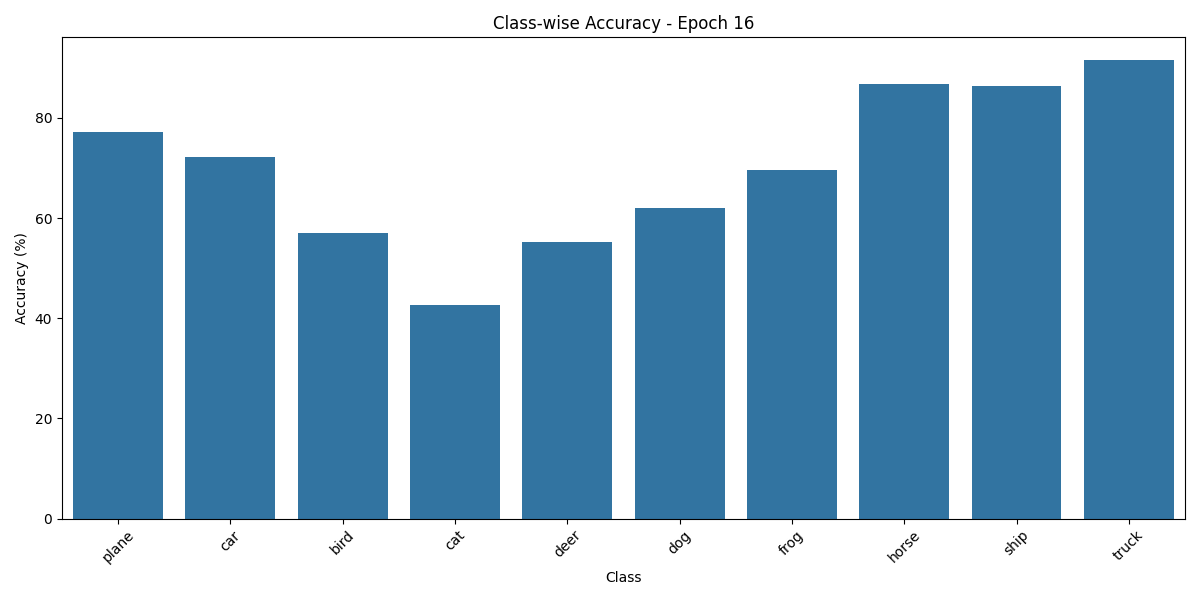 Class-wise Accuracy - Epoch 16
Accuracy (%)
80
60
40
20
0
plane
car
bird
cat
deer
dog
frog
horse
ship
truck
Class